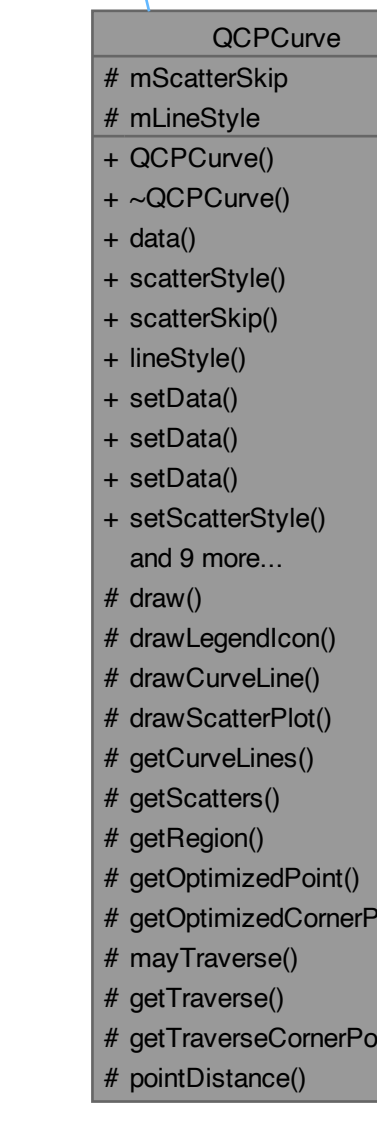 QCPCurve
# mScatterSkip
# mLineStyle
+ QCPCurve()
+ ~QCPCurve()
+ data()
+ scatterStyle()
+ scatterSkip()
+ lineStyle()
+ setData()
+ setData()
+ setData()
+ setScatterStyle()
and 9 more...
# draw()
# drawLegendIcon()
# drawCurveLine()
# drawScatterPlot()
# getCurveLines()
# getScatters()
# getRegion()
# getOptimizedPoint()
# getOptimizedCornerP
# mayTraverse()
# getTraverse()
# getTraverseCornerPo
# pointDistance()